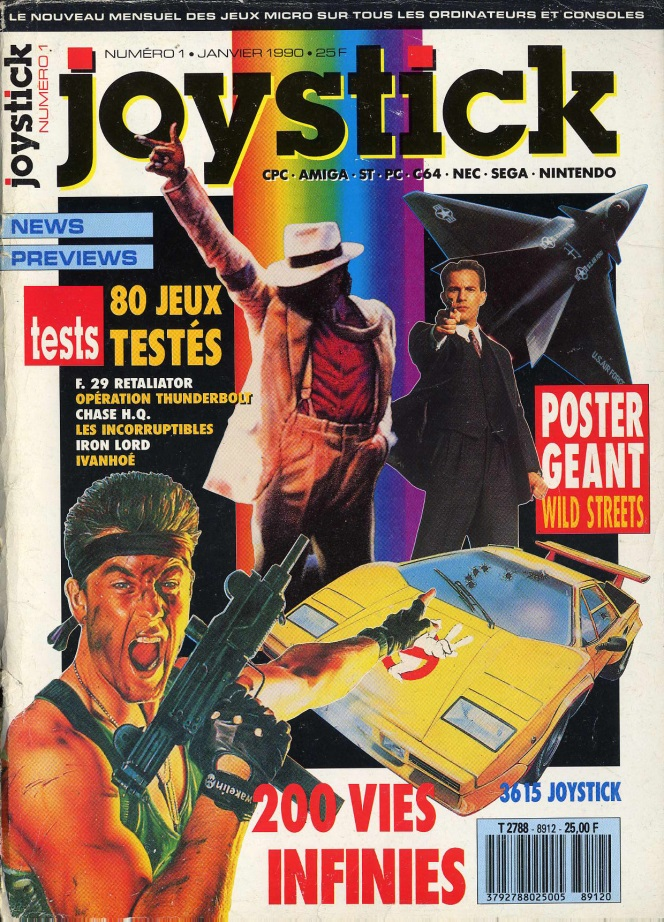 LE NOUVEAU MENSUEL DES JEUX MICRO SUR TOUS LES ORDINATEURS ET CONSOLES
joystick
NUMÉRO 1
NUMÉRO 1 • JANVIER 1990 • 25 F
joystick
CPC · AMIGA · ST · PC · C64 · NEC · SEGA · NINTENDO
NEWS
PREVIEWS
tests
80 JEUX
TESTÉS
F. 29 RETALIATOR
OPÉRATION THUNDERBOLT
CHASE H.Q.
LES INCORRUPTIBLES
IRON LORD
IVANHOÉ
U.S. AIR FORCE
POSTER
GEANT
WILD STREETS
wakelin
200 VIES
INFINIES
3615 JOYSTICK
T 2788 - 8912 - 25,00 F
3792788025005 89120